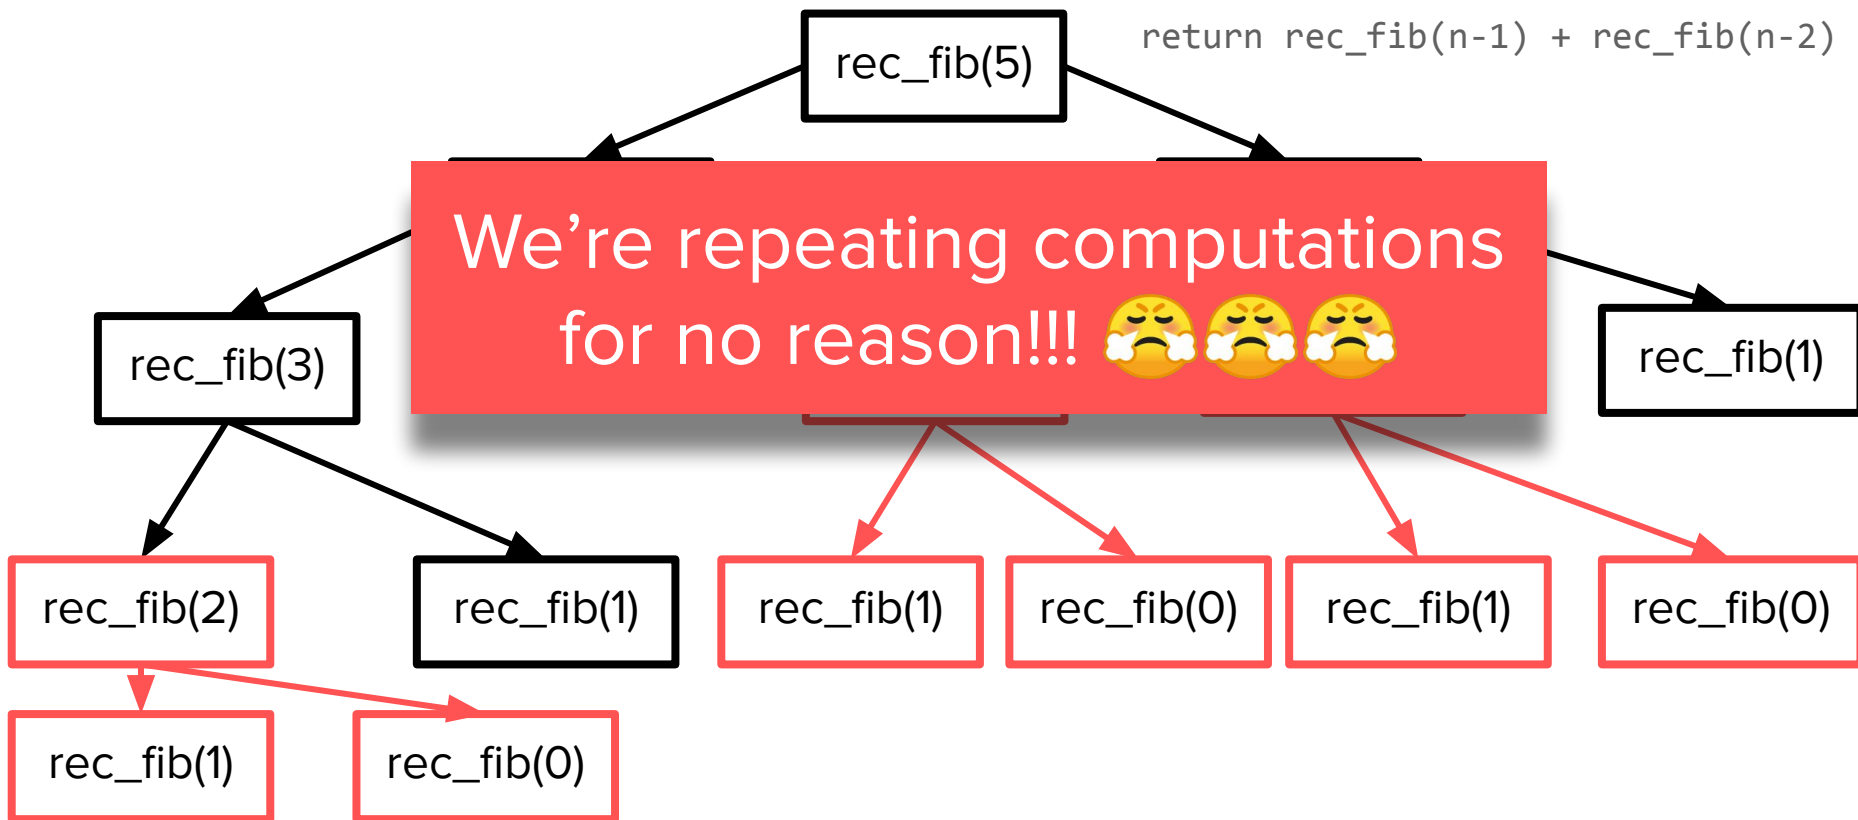 rec_fib(5)
return rec_fib(n-1) + rec_fib(n-2)
We’re repeating computations
for no reason!!! 😤😤😤
rec_fib(3)
rec_fib(1)
rec_fib(2)
rec_fib(1)
rec_fib(1)
rec_fib(0)
rec_fib(1)
rec_fib(0)
rec_fib(1)
rec_fib(0)